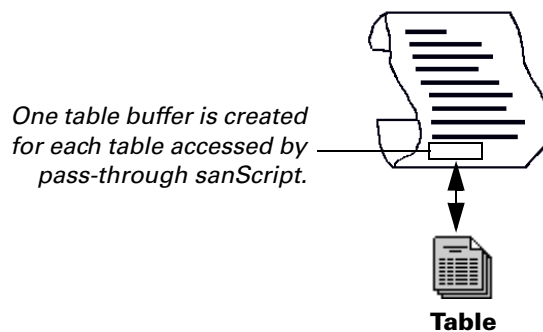 One table buffer is created
for each table accessed by
pass-through sanScript.
Table